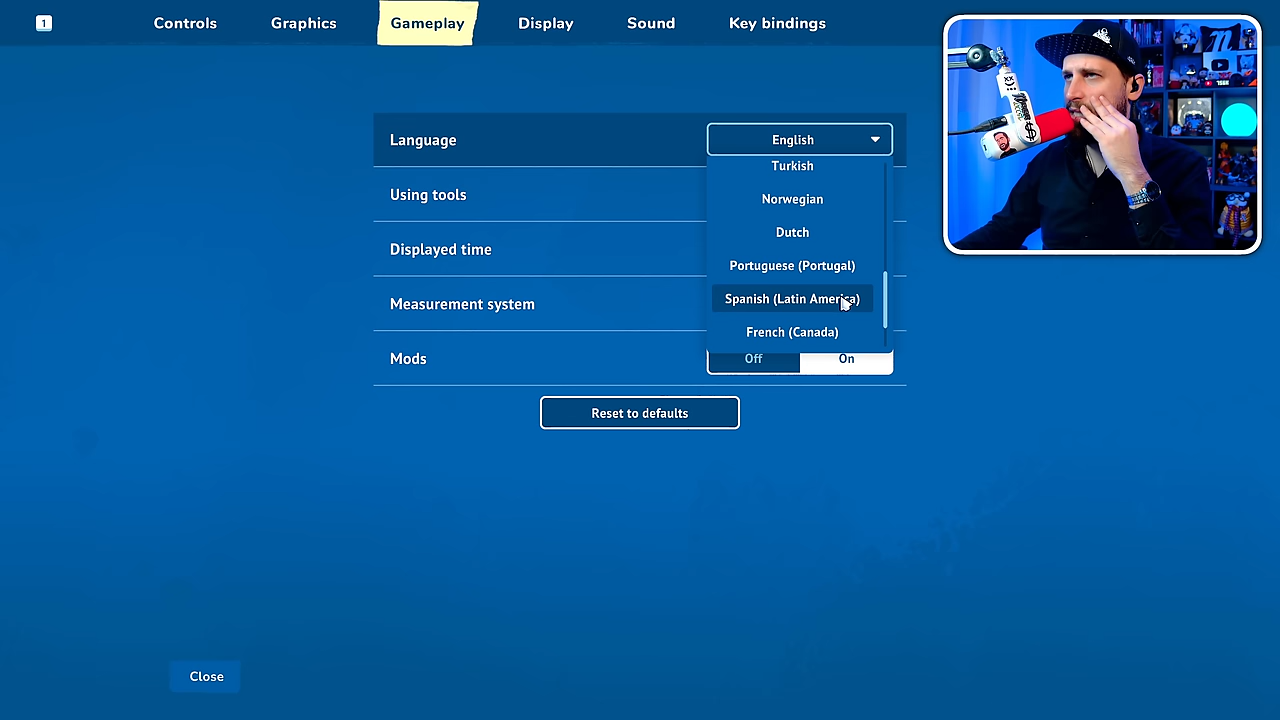 1
Controls
Graphics
Gameplay
Display
Sound
Key bindings
Language
English
Turkish
Norwegian
Dutch
Portuguese (Portugal)
Spanish (Latin America)
French (Canada)
Using tools
Displayed time
Measurement system
Mods
Off
On
Reset to defaults
Close